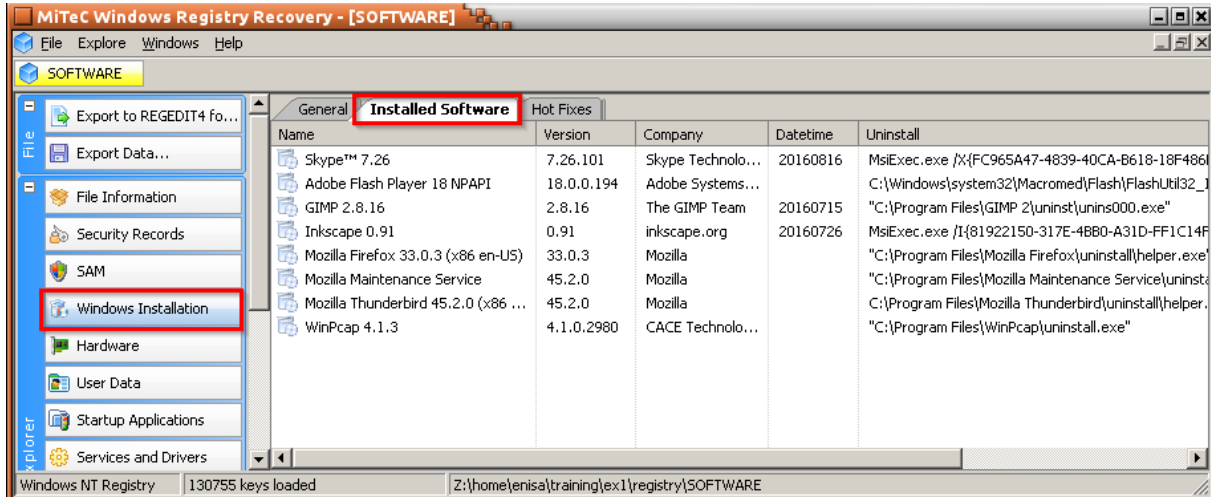 MiTeC Windows Registry Recovery - [SOFTWARE]
File Explore Windows Help
SOFTWARE
File
Export to REGEDIT4 fo...
Export Data...
File Information
Security Records
SAM
Windows Installation
Hardware
User Data
Startup Applications
Services and Drivers
General Installed Software Hot Fixes
Name Version Company Datetime Uninstall
Skype™ 7.26 7.26.101 Skype Technolo... 20160816 MsiExec.exe /X{FC965A47-4839-40CA-B618-18F486
Adobe Flash Player 18 NPAPI 18.0.0.194 Adobe Systems... C:\Windows\system32\Macromed\Flash\FlashUtil32_
GIMP 2.8.16 2.8.16 The GIMP Team 20160715 "C:\Program Files\GIMP 2\uninst\unins000.exe"
Inkscape 0.91 0.91 inkscape.org 20160726 MsiExec.exe /I{81922150-317E-4BB0-A31D-FF1C14F
Mozilla Firefox 33.0.3 (x86 en-US) 33.0.3 Mozilla "C:\Program Files\Mozilla Firefox\uninstall\helper.exe"
Mozilla Maintenance Service 45.2.0 Mozilla "C:\Program Files\Mozilla Maintenance Service\uninsta
Mozilla Thunderbird 45.2.0 (x86 ... 45.2.0 Mozilla C:\Program Files\Mozilla Thunderbird\uninstall\helper.
WinPcap 4.1.3 4.1.0.2980 CACE Technolo... "C:\Program Files\WinPcap\uninstall.exe"
Windows NT Registry 130755 keys loaded Z:\home\enisa\training\ex1\registry\SOFTWARE